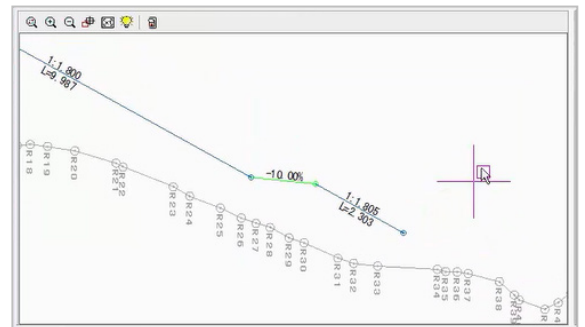 1:1.800
L=9.987
-10.00%
1:1.805
L=2.303
R18
R19
R20
R21
R22
R23
R24
R25
R26
R27
R28
R29
R30
R31
R32
R33
R34
R35
R36
R37
R38